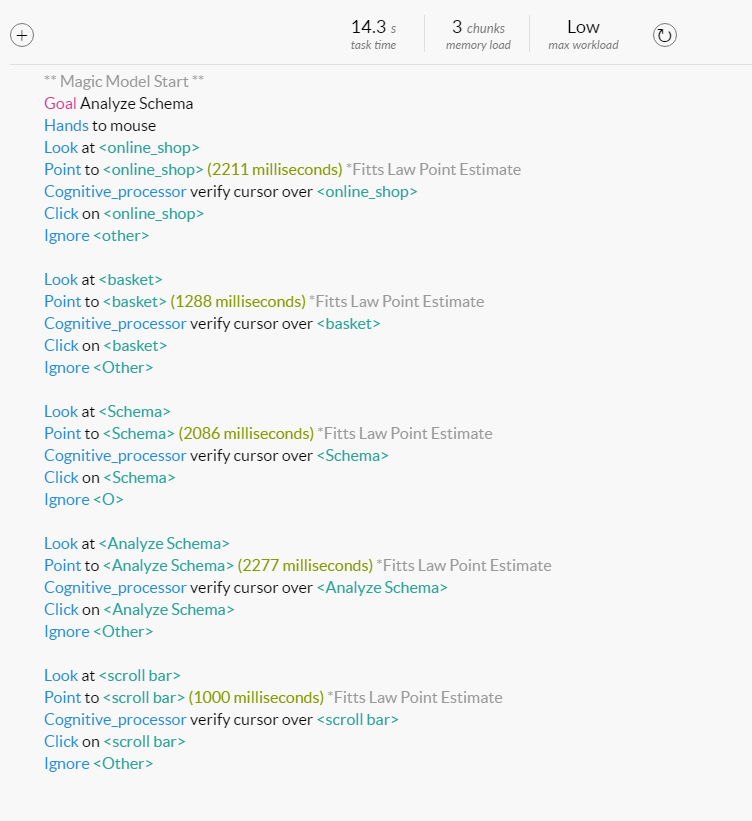 14.3 s 3 chunks Low
task time memory load max workload
** Magic Model Start **
Goal Analyze Schema
Hands to mouse
Look at <online_shop>
Point to <online_shop> (2211 milliseconds) *Fitts Law Point Estimate
Cognitive_processor verify cursor over <online_shop>
Click on <online_shop>
Ignore <other>
Look at <basket>
Point to <basket> (1288 milliseconds) *Fitts Law Point Estimate
Cognitive_processor verify cursor over <basket>
Click on <basket>
Ignore <Other>
Look at <Schema>
Point to <Schema> (2086 milliseconds) *Fitts Law Point Estimate
Cognitive_processor verify cursor over <Schema>
Click on <Schema>
Ignore <O>
Look at <Analyze Schema>
Point to <Analyze Schema> (2277 milliseconds) *Fitts Law Point Estimate
Cognitive_processor verify cursor over <Analyze Schema>
Click on <Analyze Schema>
Ignore <Other>
Look at <scroll bar>
Point to <scroll bar> (1000 milliseconds) *Fitts Law Point Estimate
Cognitive_processor verify cursor over <scroll bar>
Click on <scroll bar>
Ignore <Other>